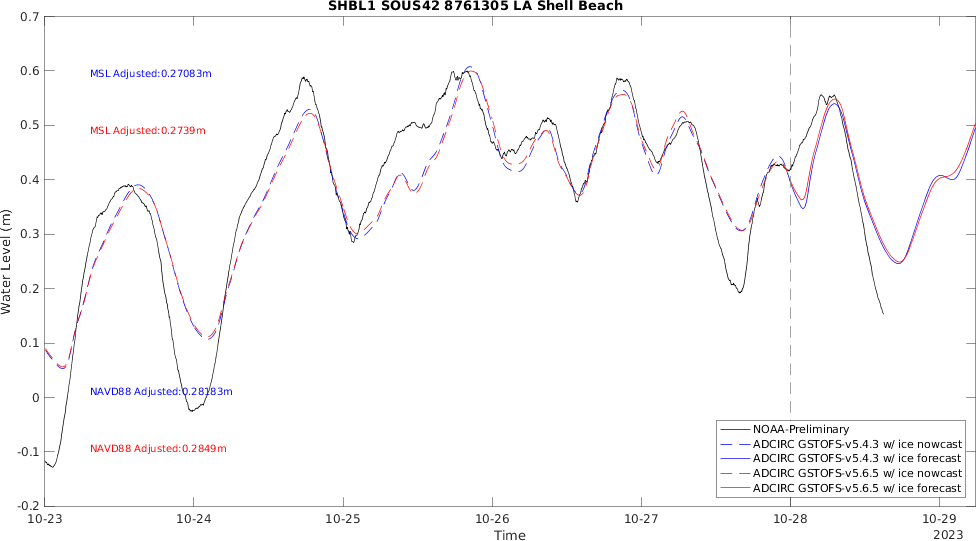 SHBL1 SOUS42 8761305 LA Shell Beach
0.7
0.6
0.5
0.4
0.3
0.2
0.1
0
-0.1
-0.2
Water Level (m)
MSL Adjusted:0.27083m
MSL Adjusted:0.2739m
NAVD88 Adjusted:0.28183m
NAVD88 Adjusted:0.2849m
NOAA-Preliminary
ADCIRC GSTOFS-v5.4.3 w/ ice nowcast
ADCIRC GSTOFS-v5.4.3 w/ ice forecast
ADCIRC GSTOFS-v5.6.5 w/ ice nowcast
ADCIRC GSTOFS-v5.6.5 w/ ice forecast
10-23 10-24 10-25 10-26 10-27 10-28 10-29
2023
Time